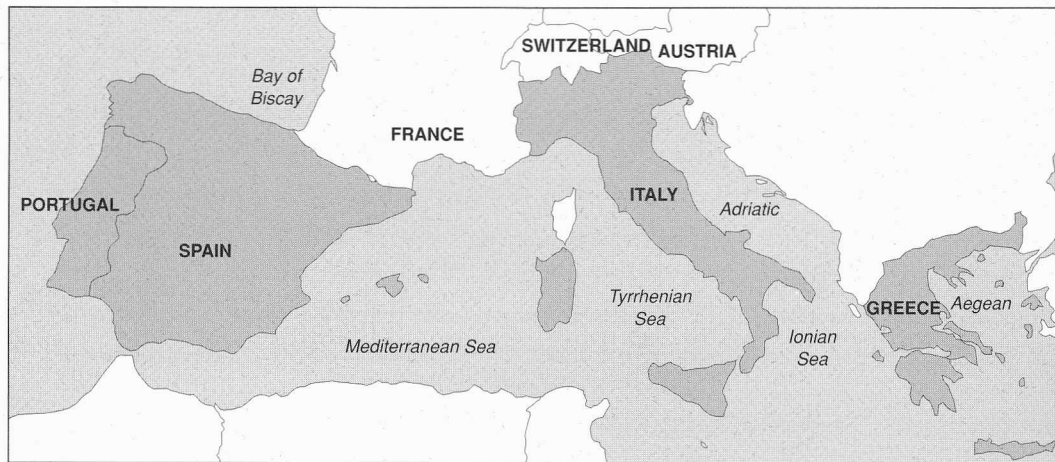 SWITZERLAND
AUSTRIA
Bay of
Biscay
FRANCE
PORTUGAL
ITALY
Adriatic
SPAIN
Tyrrhenian
Sea
GREECE
Aegean
Ionian
Sea
Mediterranean Sea